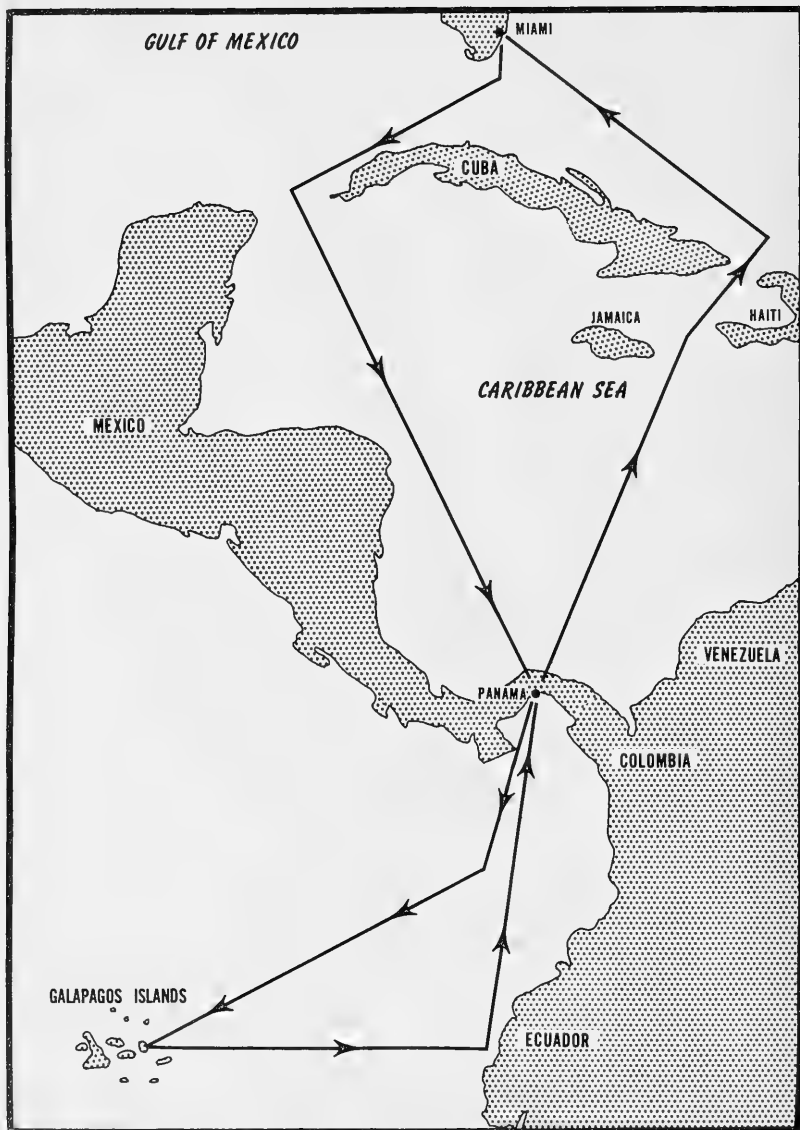 MIAMI
GULF OF MEXICO
CUBA
JAMAICA
HAITI
CARIBBEAN SEA
MEXICO
VENEZUELA
PANAMA
COLOMBIA
GALAPAGOS ISLANDS
ECUADOR